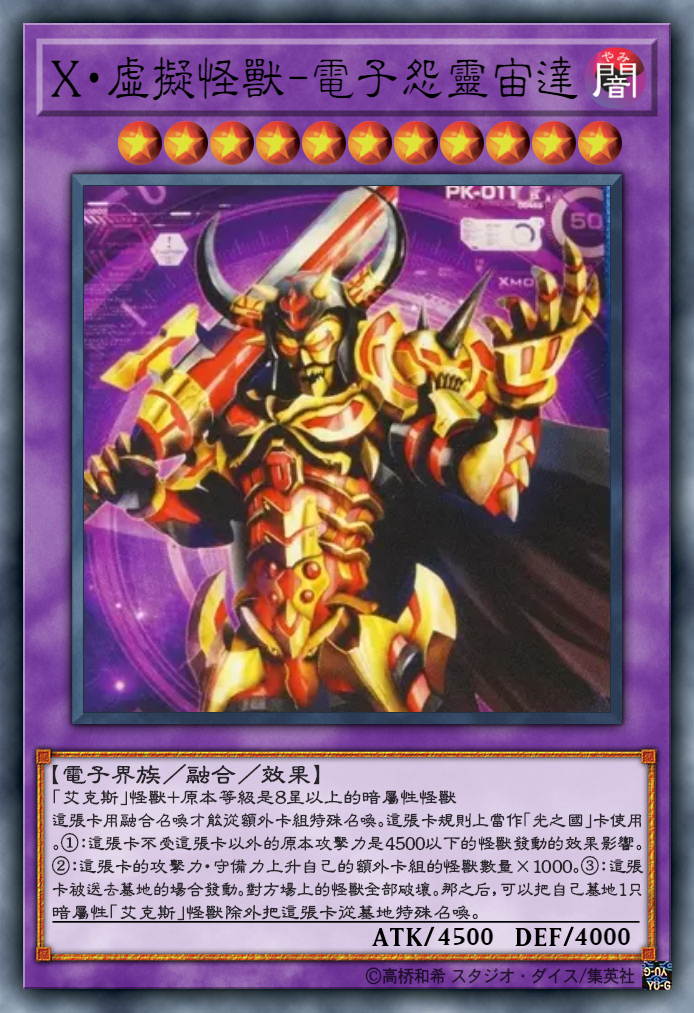 X・虛擬怪獸-電子怨靈宙達
やみ
闇
PK-011
50
XMO
【電子界族／融合／效果】
「艾克斯」怪獸+原本等級是8星以上的暗屬性怪獸
這張卡用融合召喚才能從額外卡組特殊召喚。這張卡規則上當作「光之國」卡使用
。①：這張卡不受這張卡以外的原本攻擊力是4500以下的怪獸發動的效果影響。
②：這張卡的攻擊力・守備力上升自己的額外卡組的怪獸數量×1000。③：這張
卡被送去墓地的場合發動。對方場上的怪獸全部破壞。那之后，可以把自己墓地1只
暗屬性「艾克斯」怪獸除外把這張卡從墓地特殊召喚。
ATK/4500 DEF/4000
©高桥和希 スタジオ・ダイス/集英社
YU-G